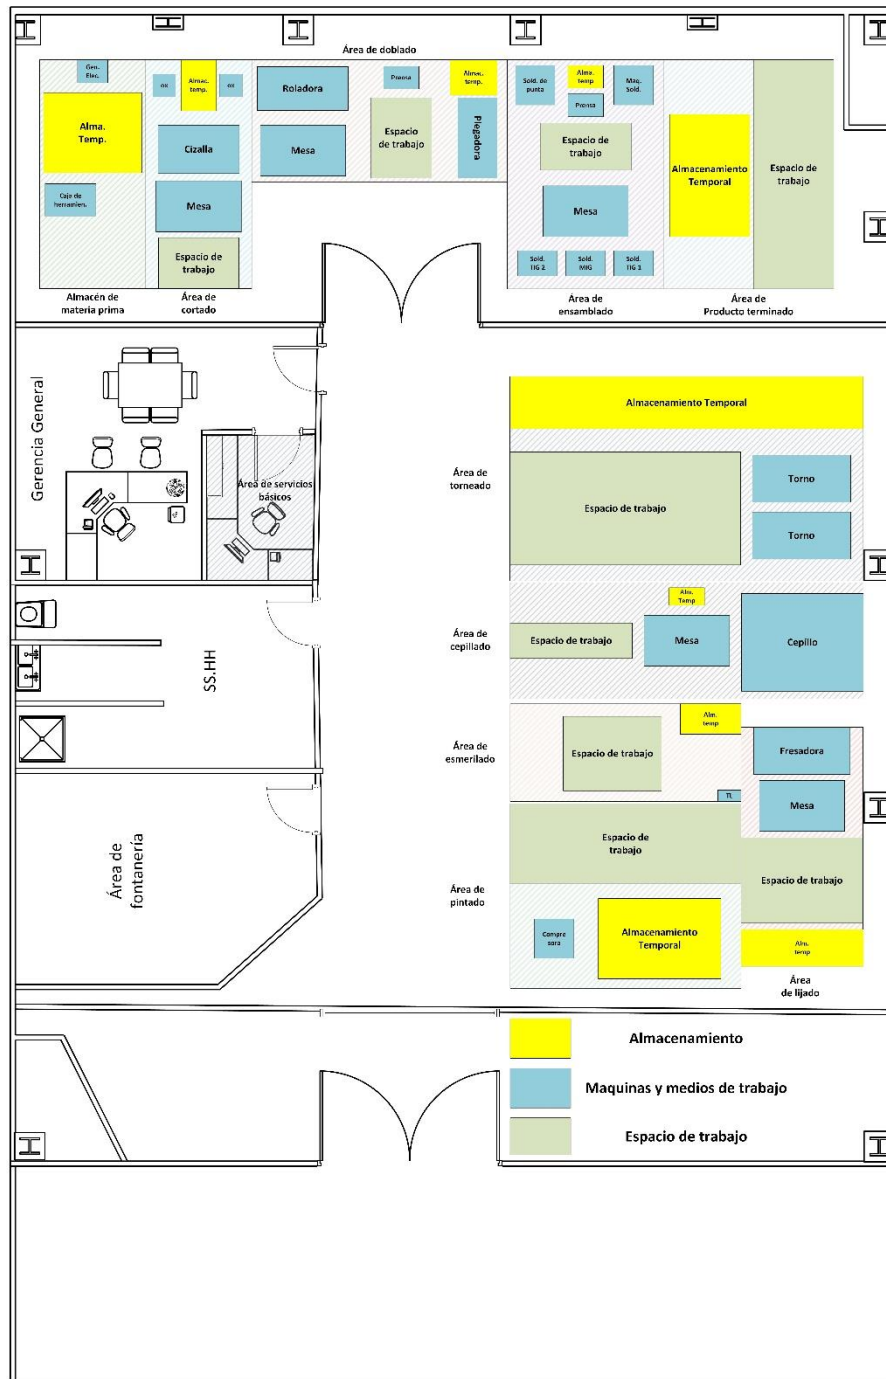 Área de doblado
Gen.
Elec.
Alma.
Temp.
Caje de
herramien.
Almacén de
materia prima
Almac.
temp.
Cizalla
Mesa
Espacio de
trabajo
Área de
cortado
Roladora
Mesa
Prensa
Espacio
de trabajo
Almac.
temp.
Plegadora
Sold. de
punta
Alma.
temp
Prensa
Maq.
Sold.
Espacio de
trabajo
Mesa
Sold.
TIG 2
Sold.
MIG
Sold.
TIG 1
Área de
ensamblado
Almacenamiento
Temporal
Espacio de
trabajo
Área de
Producto terminado
Gerencia General
Área de servicios
básicos
SS.HH
Área de
fontanería
Almacenamiento Temporal
Área de
torneado
Espacio de trabajo
Torno
Torno
Área de
cepillado
Espacio de trabajo
Alm.
Temp
Mesa
Cepillo
Área de
esmerilado
Espacio de trabajo
Alm.
temp
Fresadora
Mesa
Área de
pintado
Espacio de
trabajo
Espacio de trabajo
Compre
sora
Almacenamiento
Temporal
Alm.
temp
Área
de lijado
Almacenamiento
Maquinas y medios de trabajo
Espacio de trabajo